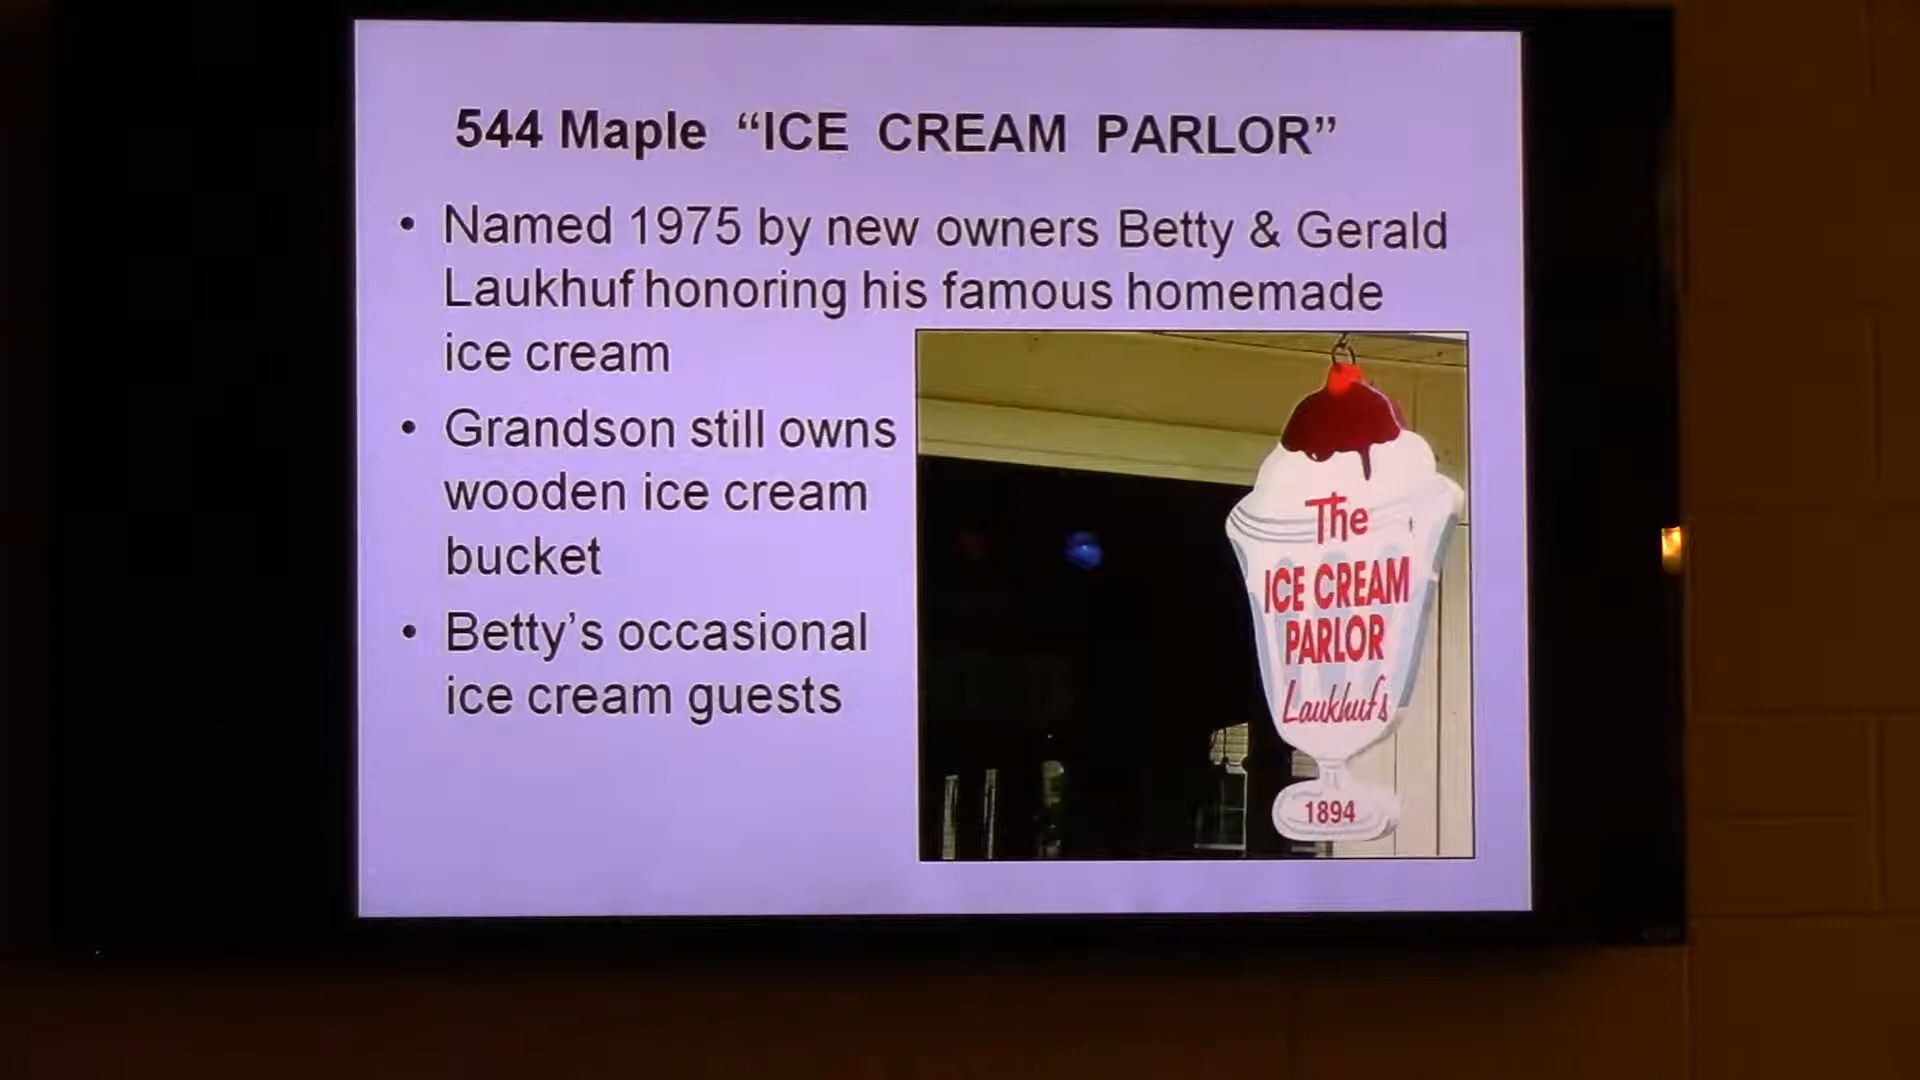 544 Maple “ICE CREAM PARLOR”
• Named 1975 by new owners Betty & Gerald
Laukhuf honoring his famous homemade
ice cream
• Grandson still owns
wooden ice cream
bucket
• Betty’s occasional
ice cream guests
The
ICE CREAM
PARLOR
Laukhufs
1894